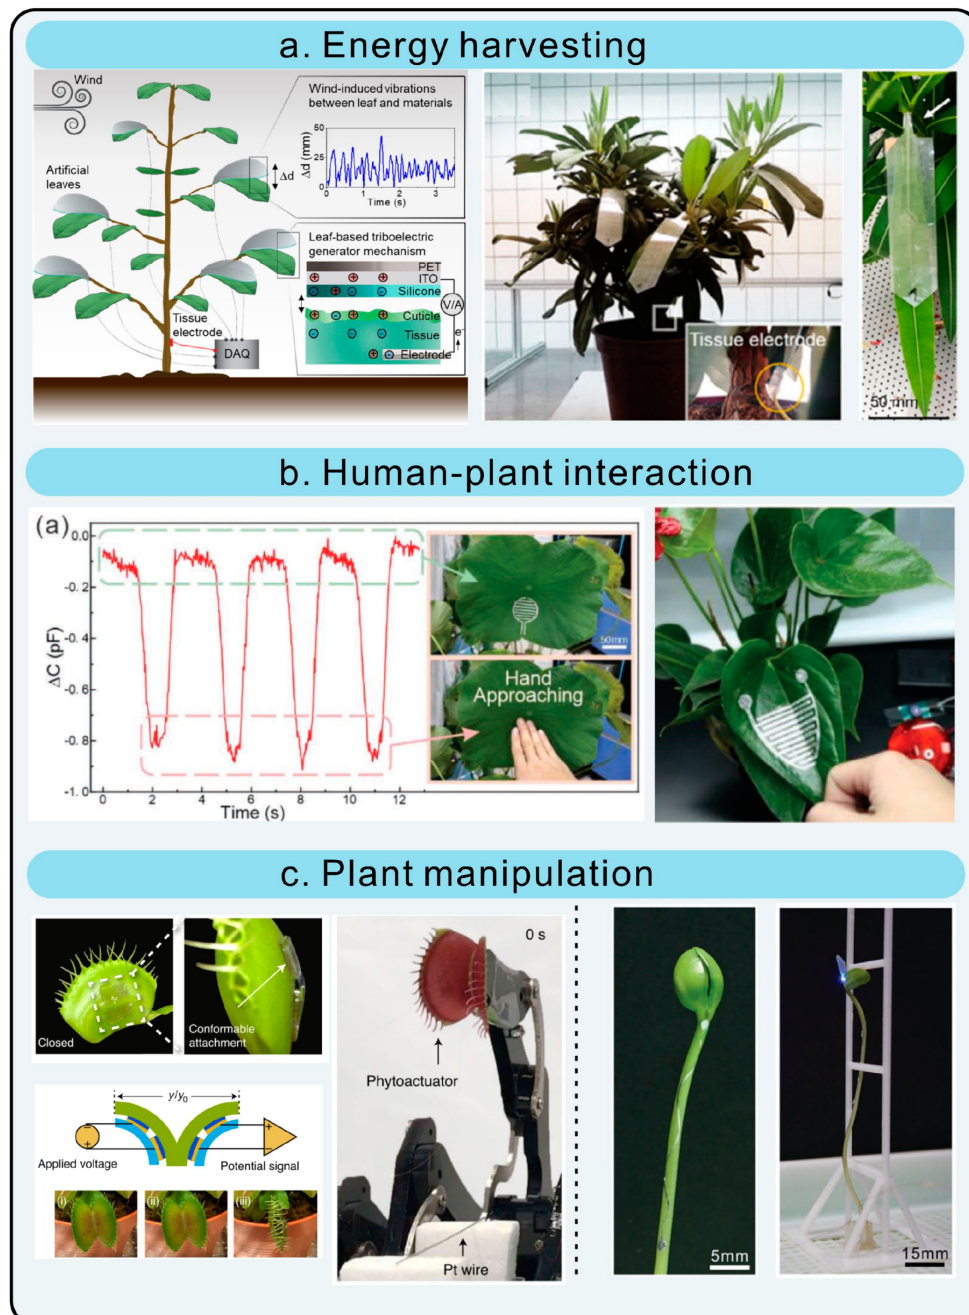 a. Energy harvesting
Wind
Artificial
leaves
Δd
Tissue
electrode
DAQ
Wind-induced vibrations
between leaf and materials
Δd (mm)
50
25
0
0 1 2 3
Time (s)
Leaf-based triboelectric
generator mechanism
PET
ITO
Silicone
V/A
Cuticle
Tissue
e⁻
Electrode
Tissue electrode
50 mm
b. Human-plant interaction
(a)
ΔC (pF)
0.0
-0.2
-0.4
-0.6
-0.8
-1.0
0 2 4 6 8 10 12
Time (s)
50mm
Hand
Approaching
c. Plant manipulation
Closed
Conformable
attachment
0 s
Phytoactuator
Pt wire
y/y₀
Applied voltage
Potential signal
(i)
(ii)
(iii)
5mm
15mm